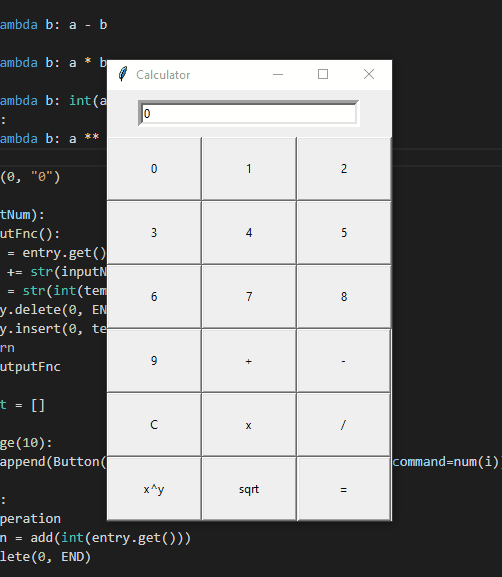 ambda b: a - b
ambda b: a * b
Calculator
ambda b: int(a
:
0
ambda b: a **
0 1 2
(0, "0")
tNum):
3 4 5
utFnc():
= entry.get()
+= str(inputN
= str(int(tem
6 7 8
y.delete(0, EN
y.insert(0, te
rn
9 + -
utputFnc
t = []
C x /
ge(10):
append(Button( command=num(i))
x^y sqrt =
:
peration
n = add(int(entry.get()))
lete(0, END)